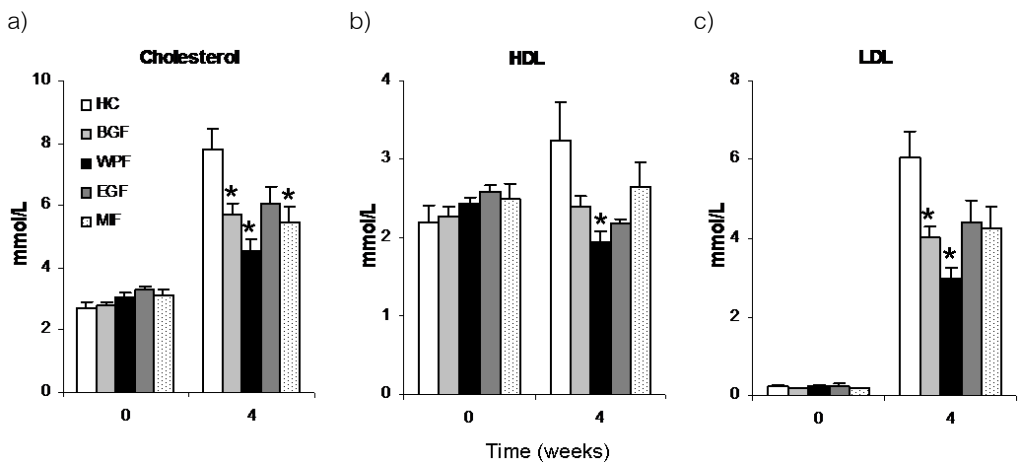 a)
Cholesterol
mmol/L
10
8
6
4
2
0
HC
BGF
WPF
EGF
MIF
*
*
*
0 4
b)
HDL
mmol/L
4
3
2
1
0
*
0 4
Time (weeks)
c)
LDL
mmol/L
8
6
4
2
0
*
*
0 4